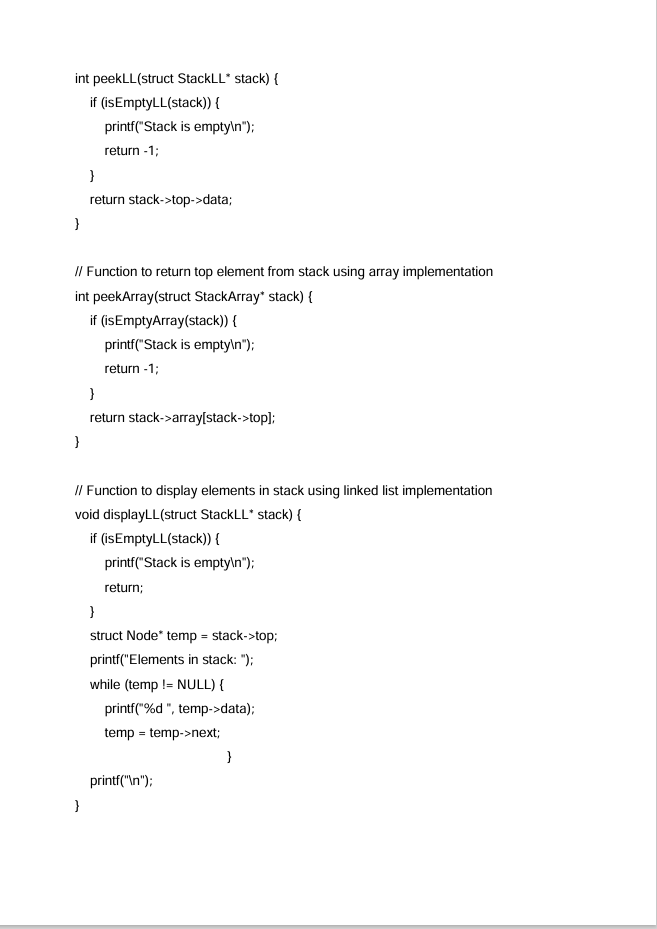 int peekLL(struct StackLL* stack) {
if (isEmptyLL(stack)) {
printf("Stack is empty\n");
return -1;
}
return stack->top->data;
}
// Function to return top element from stack using array implementation
int peekArray(struct StackArray* stack) {
if (isEmptyArray(stack)) {
printf("Stack is empty\n");
return -1;
}
return stack->array[stack->top];
}
// Function to display elements in stack using linked list implementation
void displayLL(struct StackLL* stack) {
if (isEmptyLL(stack)) {
printf("Stack is empty\n");
return;
}
struct Node* temp = stack->top;
printf("Elements in stack: ");
while (temp != NULL) {
printf("%d ", temp->data);
temp = temp->next;
}
printf("\n");
}